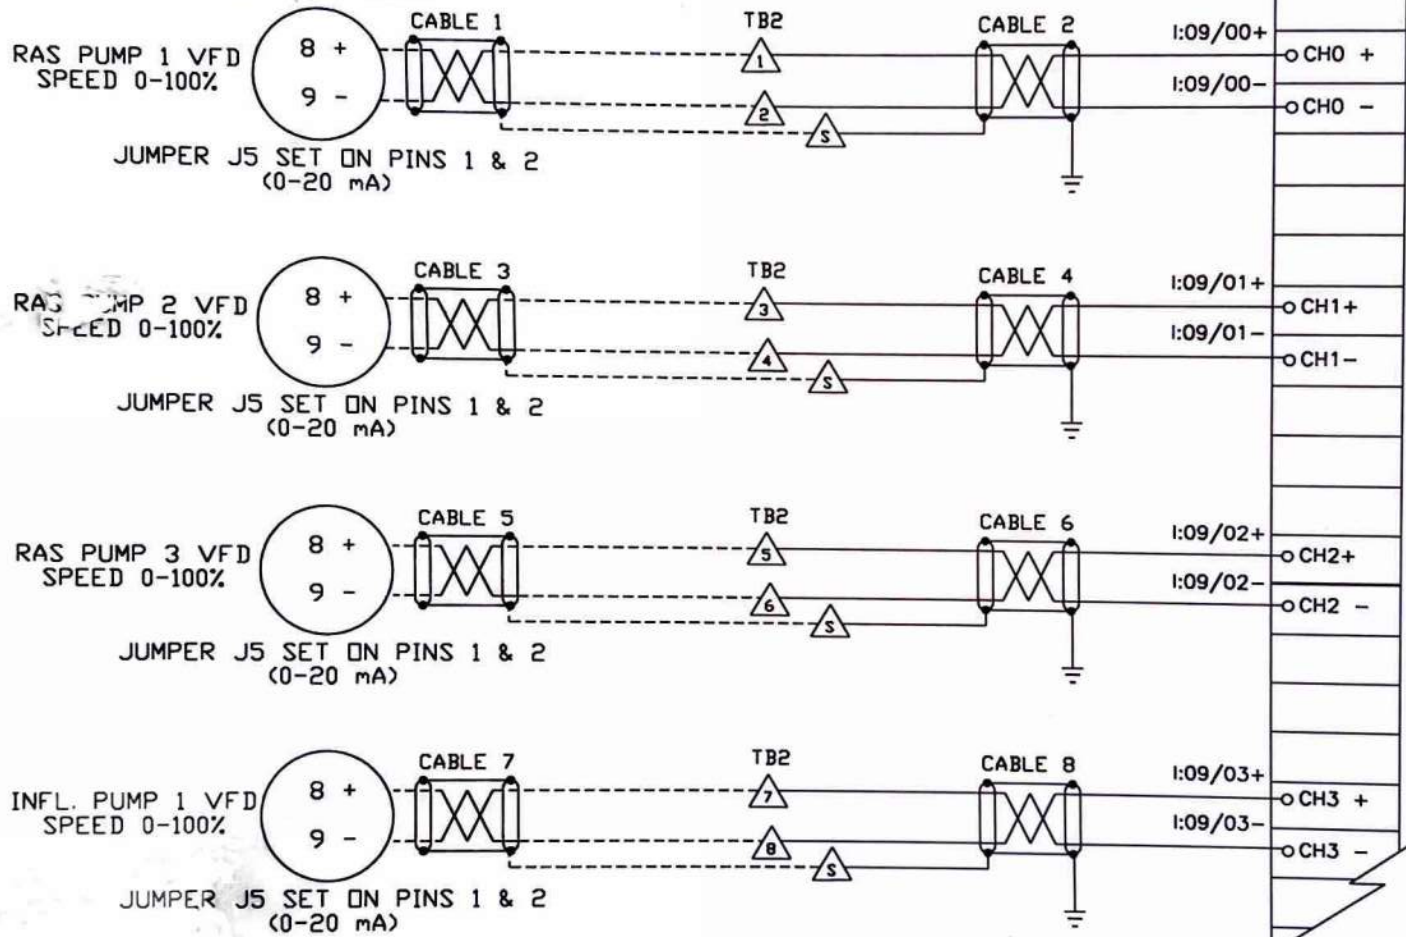 CABLE 1
TB2
CABLE 2
I:09/00+
RAS PUMP 1 VFD
SPEED 0-100%
8 +
9 -
1
2
S
I:09/00-
CH0 +
CH0 -
JUMPER J5 SET ON PINS 1 & 2
(0-20 mA)
CABLE 3
TB2
CABLE 4
I:09/01+
2 VFD
0-100%
8 +
9 -
3
4
S
I:09/01-
CH1+
CH1-
JUMPER J5 SET ON PINS 1 & 2
(0-20 mA)
CABLE 5
TB2
CABLE 6
I:09/02+
RAS PUMP 3 VFD
SPEED 0-100%
8 +
9 -
5
6
S
I:09/02-
CH2+
CH2 -
JUMPER J5 SET ON PINS 1 & 2
(0-20 mA)
CABLE 7
TB2
CABLE 8
I:09/03+
INFL. PUMP 1 VFD
SPEED 0-100%
8 +
9 -
7
8
S
I:09/03-
CH3 +
CH3 -
JUMPER J5 SET ON PINS 1 & 2
(0-20 mA)